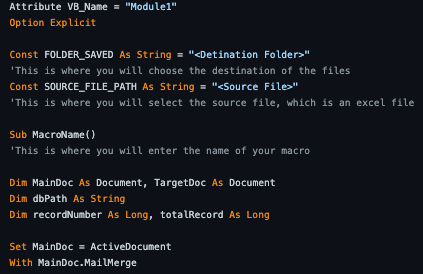 Attribute VB_Name = "Module1"
Option Explicit
Const FOLDER_SAVED As String = "<Detination Folder>"
'This is where you will choose the destination of the files
Const SOURCE_FILE_PATH As String = "<Source File>"
'This is where you will select the source file, which is an excel file
Sub MacroName()
'This is where you will enter the name of your macro
Dim MainDoc As Document, TargetDoc As Document
Dim dbPath As String
Dim recordNumber As Long, totalRecord As Long
Set MainDoc = ActiveDocument
With MainDoc.MailMerge